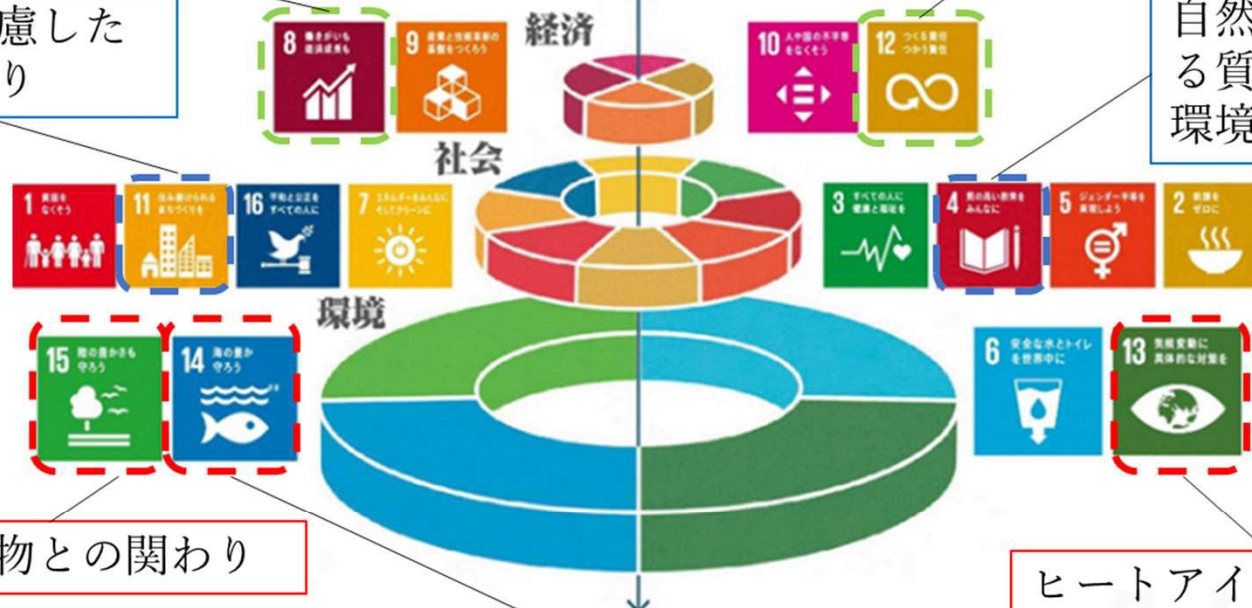 慮した
り
自然
る質
環境
経済
8 働きがいも
経済成長も
9 産業と技術革新の
基盤をつくろう
10 人や国の不平等
をなくそう
12 つくる責任
つかう責任
社会
1 貧困を
なくそう
11 住み続けられる
まちづくりを
16 平和と公正を
すべての人に
7 エネルギーをみんなに
そしてクリーンに
3 すべての人に
健康と福祉を
4 質の高い教育を
みんなに
5 ジェンダー平等を
実現しよう
2 飢餓を
ゼロに
環境
15 陸の豊かさも
守ろう
14 海の豊か
守ろう
6 安全な水とトイレ
を世界中に
13 気候変動に
具体的な対策を
物との関わり
ヒートアイ